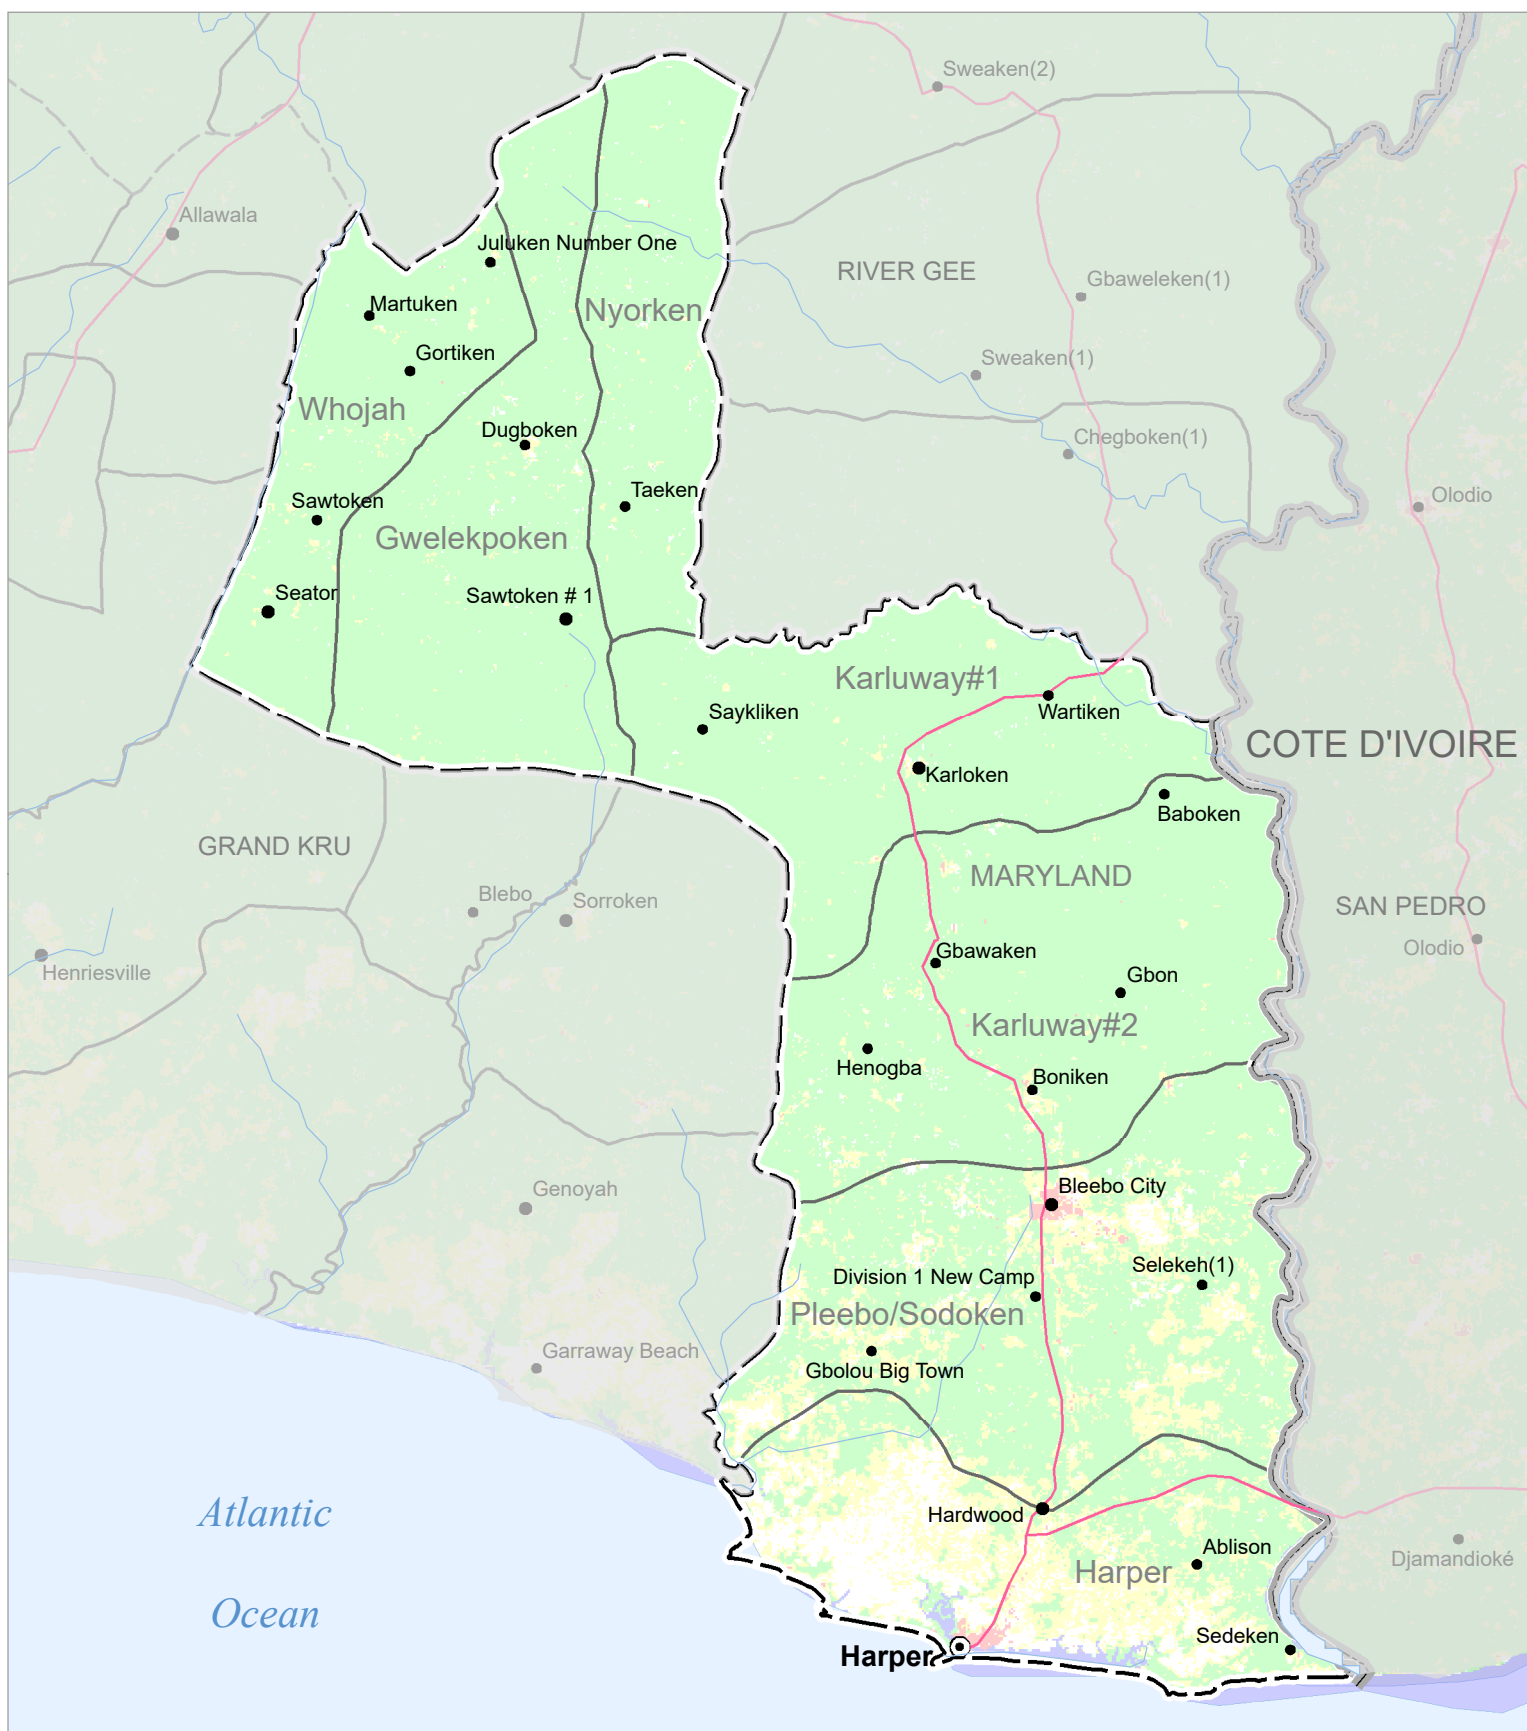 Sweaken(2)
Allawala
Juluken Number One
RIVER GEE
Gbaweleken(1)
Martuken
Nyorken
Gortiken
Sweaken(1)
Whojah
Dugboken
Chegboken(1)
Taeken
Olodio
Sawtoken
Gwelekpoken
Seator
Sawtoken # 1
Karluway#1
Saykliken
Wartiken
COTE D'IVOIRE
Karloken
Baboken
GRAND KRU
MARYLAND
Blebo
Sorroken
SAN PEDRO
Olodio
Gbawaken
Henriesville
Gbon
Karluway#2
Henogba
Boniken
Genoyah
Bleebo City
Selekeh(1)
Division 1 New Camp
Pleebo/Sodoken
Garraway Beach
Gbolou Big Town
Atlantic
Hardwood
Ablison
Djamandioké
Harper
Ocean
Sedeken
Harper